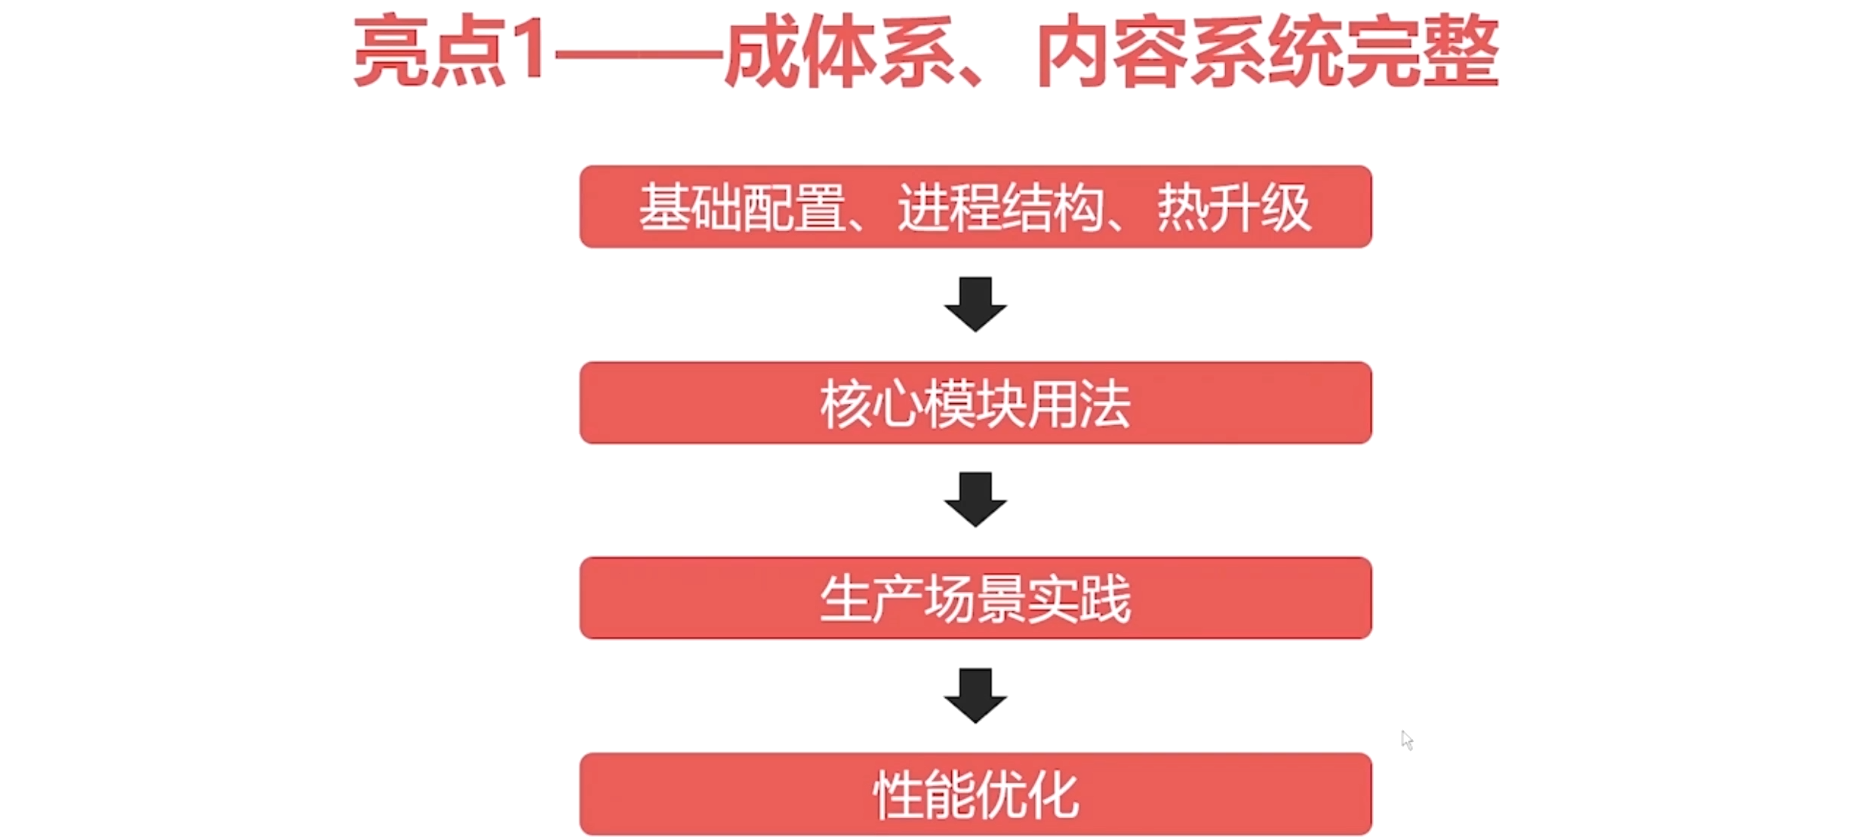 亮点1——成体系、内容系统完整
基础配置、进程结构、热升级
核心模块用法
生产场景实践
性能优化